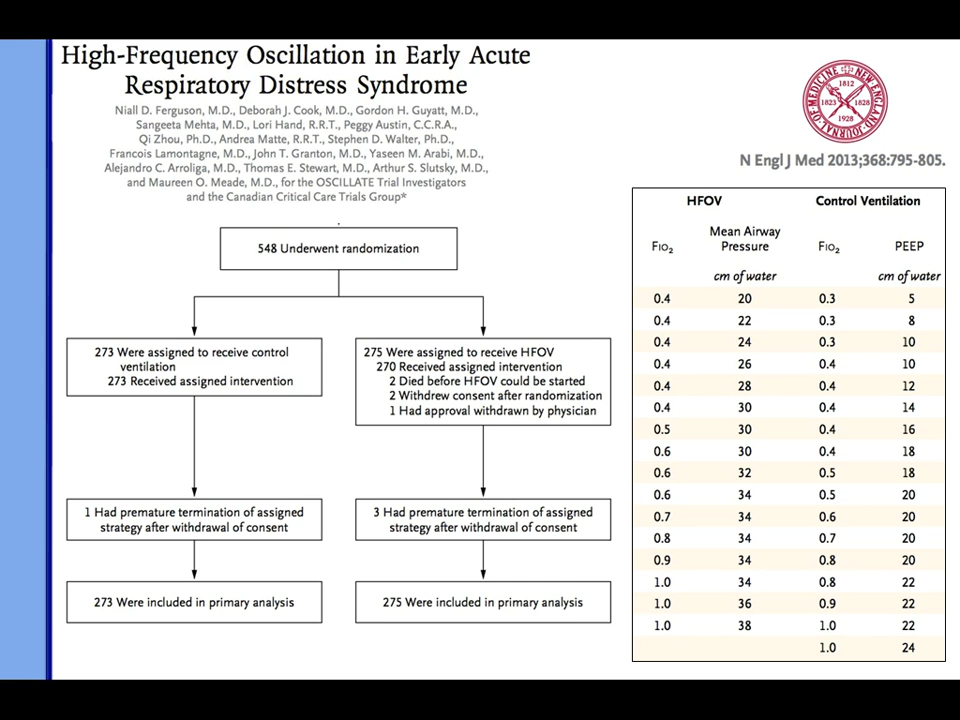 High-Frequency Oscillation in Early Acute
Respiratory Distress Syndrome
Niall D. Ferguson, M.D., Deborah J. Cook, M.D., Gordon H. Guyatt, M.D.,
Sangeeta Mehta, M.D., Lori Hand, R.R.T., Peggy Austin, C.C.R.A.,
Qi Zhou, Ph.D., Andrea Matte, R.R.T., Stephen D. Walter, Ph.D.,
Francois Lamontagne, M.D., John T. Granton, M.D., Yaseen M. Arabi, M.D.,
Alejandro C. Arroliga, M.D., Thomas E. Stewart, M.D., Arthur S. Slutsky, M.D.,
and Maureen O. Meade, M.D., for the OSCILLATE Trial Investigators
and the Canadian Critical Care Trials Group*
548 Underwent randomization
273 Were assigned to receive control
ventilation
273 Received assigned intervention
275 Were assigned to receive HFOV
270 Received assigned intervention
2 Died before HFOV could be started
2 Withdrew consent after randomization
1 Had approval withdrawn by physician
1 Had premature termination of assigned
strategy after withdrawal of consent
3 Had premature termination of assigned
strategy after withdrawal of consent
273 Were included in primary analysis
275 Were included in primary analysis
THE NEW ENGLAND JOURNAL OF MEDICINE
1812
1823 1828
1928
N Engl J Med 2013;368:795-805.
HFOV Control Ventilation
FIO₂ Mean Airway Pressure FIO₂ PEEP
cm of water cm of water
0.4 20 0.3 5
0.4 22 0.3 8
0.4 24 0.3 10
0.4 26 0.4 10
0.4 28 0.4 12
0.4 30 0.4 14
0.5 30 0.4 16
0.6 30 0.4 18
0.6 32 0.5 18
0.6 34 0.5 20
0.7 34 0.6 20
0.8 34 0.7 20
0.9 34 0.8 20
1.0 34 0.8 22
1.0 36 0.9 22
1.0 38 1.0 22
1.0 24